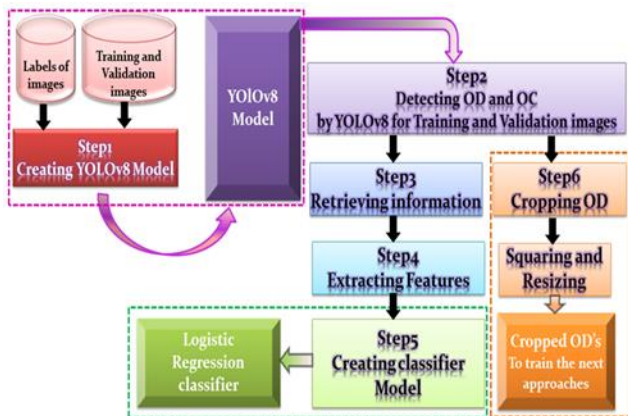 Labels of
images
Training and
Validation
images
Step1
Creating YOLOv8 Model
YOlOv8
Model
Step2
Detecting OD and OC
by YOLOv8 for Training and Validation images
Step3
Retrieving information
Step4
Extracting Features
Step5
Creating classifier
Model
Logistic
Regression
classifier
Step6
Cropping OD
Squaring and
Resizing
Cropped OD's
To train the next
approaches